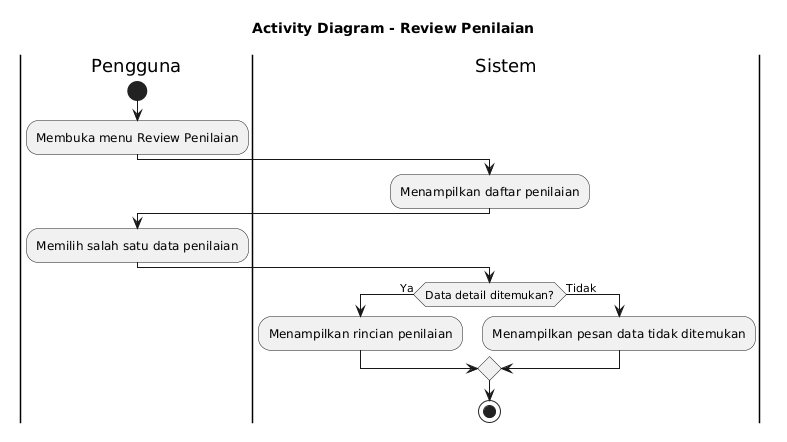 Activity Diagram - Review Penilaian
Pengguna
Sistem
Membuka menu Review Penilaian
Menampilkan daftar penilaian
Memilih salah satu data penilaian
Ya
Data detail ditemukan?
Tidak
Menampilkan rincian penilaian
Menampilkan pesan data tidak ditemukan